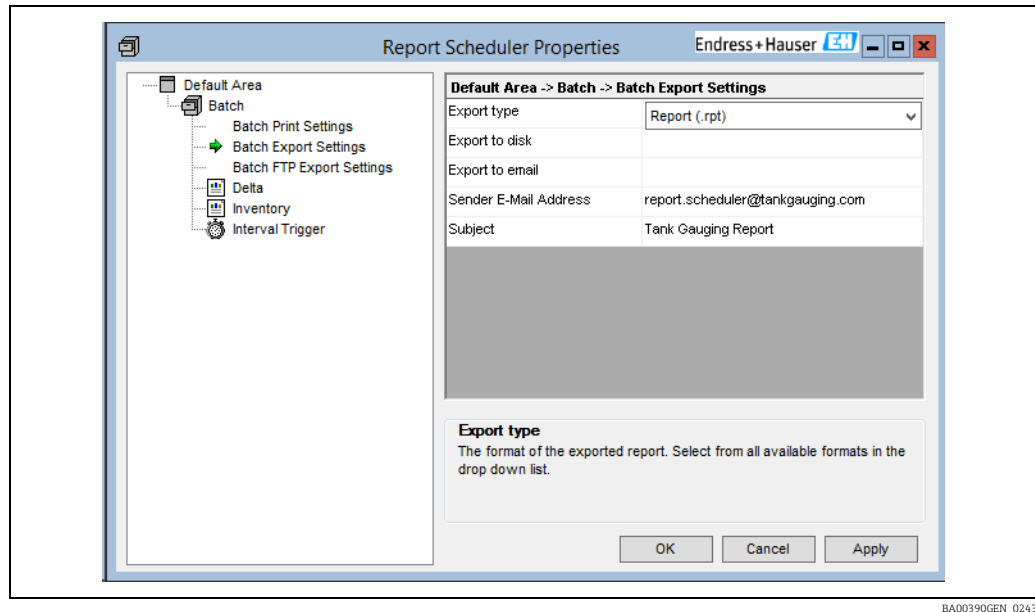 Report Scheduler Properties
Endress+Hauser EH
Default Area
Batch
Batch Print Settings
Batch Export Settings
Batch FTP Export Settings
Delta
Inventory
Interval Trigger
Default Area -> Batch -> Batch Export Settings
Export type Report (.rpt)
Export to disk
Export to email
Sender E-Mail Address report.scheduler@tankgauging.com
Subject Tank Gauging Report
Export type
The format of the exported report. Select from all available formats in the
drop down list.
OK Cancel Apply
BA00390GEN_0243